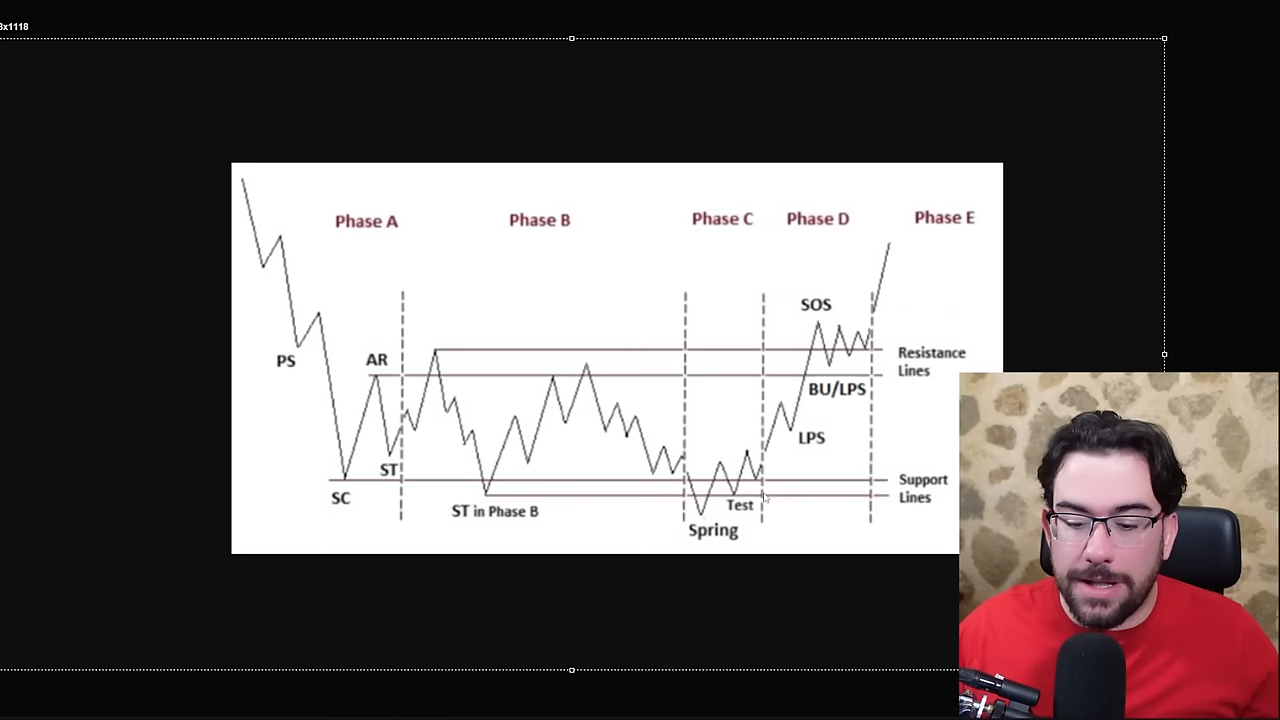 Phase A
Phase B
Phase C
Phase D
Phase E
SOS
PS
AR
Resistance
Lines
BU/LPS
LPS
ST
SC
Support
Lines
ST in Phase B
Test
Spring